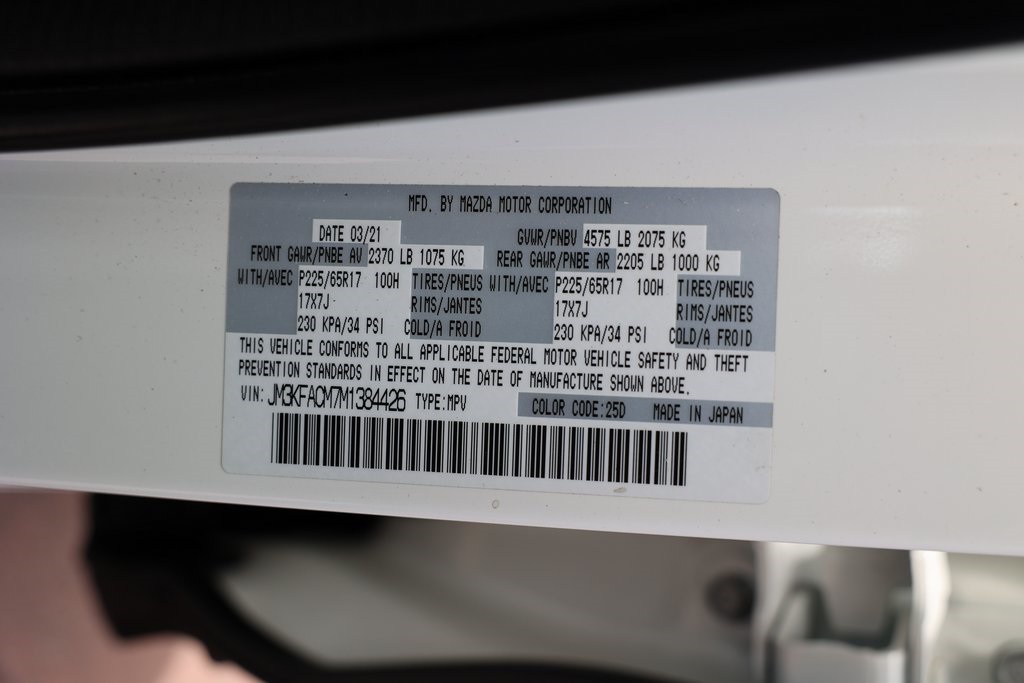 MFD. BY MAZDA MOTOR CORPORATION
DATE 03/21 GVWR/PNBV 4575 LB 2075 KG
FRONT GAWR/PNBE AV 2370 LB 1075 KG REAR GAWR/PNBE AR 2205 LB 1000 KG
WITH/AVEC P225/65R17 100H TIRES/PNEUS WITH/AVEC P225/65R17 100H TIRES/PNEUS
17X7J RIMS/JANTES 17X7J RIMS/JANTES
230 KPA/34 PSI COLD/A FROID 230 KPA/34 PSI COLD/A FROID
THIS VEHICLE CONFORMS TO ALL APPLICABLE FEDERAL MOTOR VEHICLE SAFETY AND THEFT
PREVENTION STANDARDS IN EFFECT ON THE DATE OF MANUFACTURE SHOWN ABOVE.
VIN: JM3KFACM7M1384426 TYPE:MPV COLOR CODE:25D MADE IN JAPAN